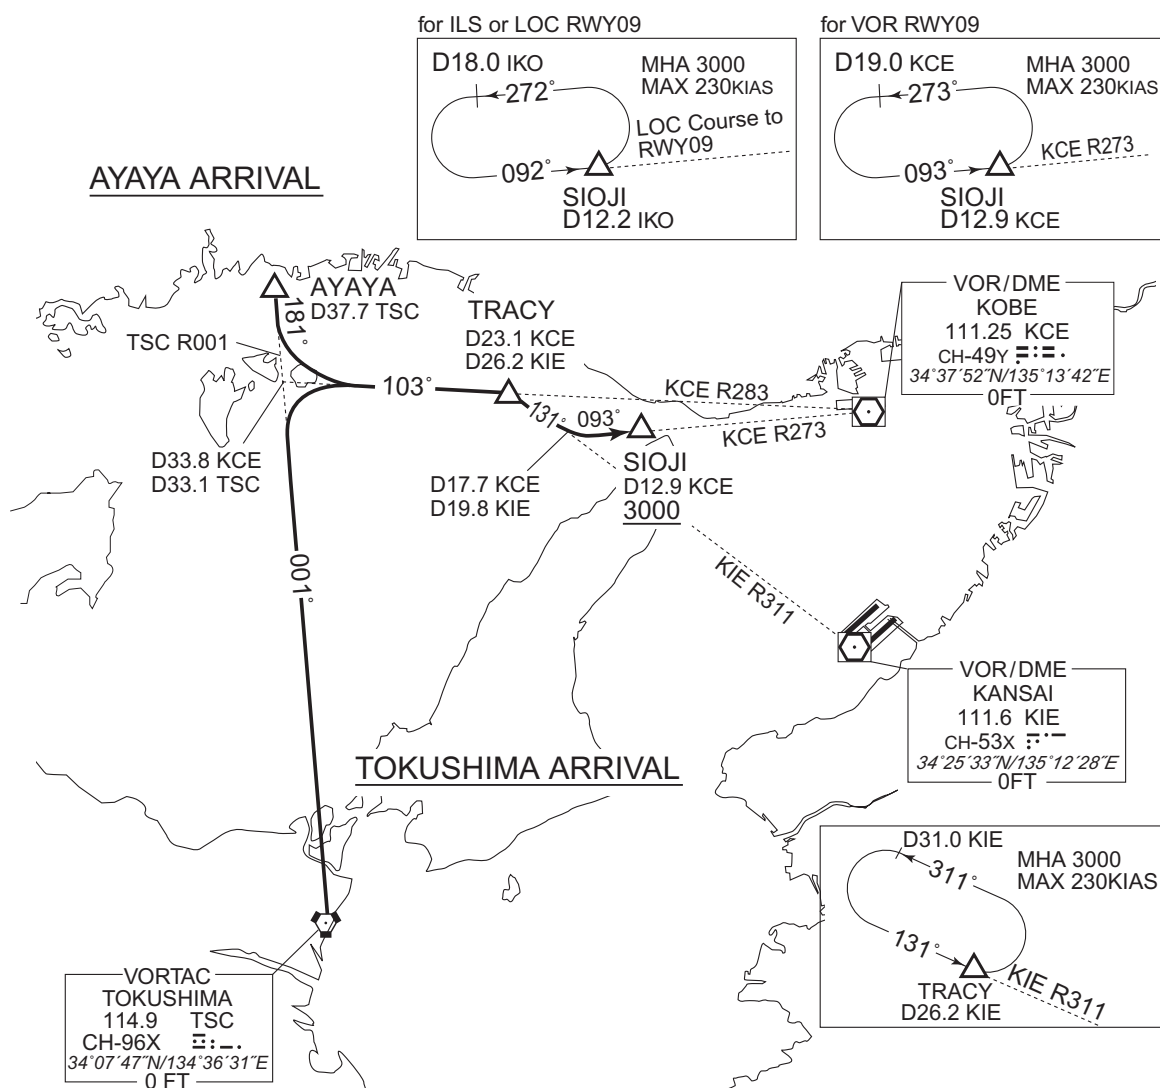 for ILS or LOC RWY09
D18.0 IKO
272°
MHA 3000
MAX 230KIAS
LOC Course to
RWY09
092°
SIOJI
D12.2 IKO
for VOR RWY09
D19.0 KCE
273°
MHA 3000
MAX 230KIAS
KCE R273
093°
SIOJI
D12.9 KCE
AYAYA ARRIVAL
AYAYA
D37.7 TSC
181°
TSC R001
TRACY
D23.1 KCE
D26.2 KIE
103°
KCE R283
131°
093°
KCE R273
VOR/DME
KOBE
111.25 KCE
CH-49Y
34°37´52˝N/135°13´42˝E
0FT
D33.8 KCE
D33.1 TSC
D17.7 KCE
D19.8 KIE
SIOJI
D12.9 KCE
3000
001°
KIE R311
VOR/DME
KANSAI
111.6 KIE
CH-53X
34°25´33˝N/135°12´28˝E
0FT
TOKUSHIMA ARRIVAL
D31.0 KIE
311°
MHA 3000
MAX 230KIAS
131°
TRACY
D26.2 KIE
KIE R311
VORTAC
TOKUSHIMA
114.9 TSC
CH-96X
34°07´47˝N/134°36´31˝E
0 FT